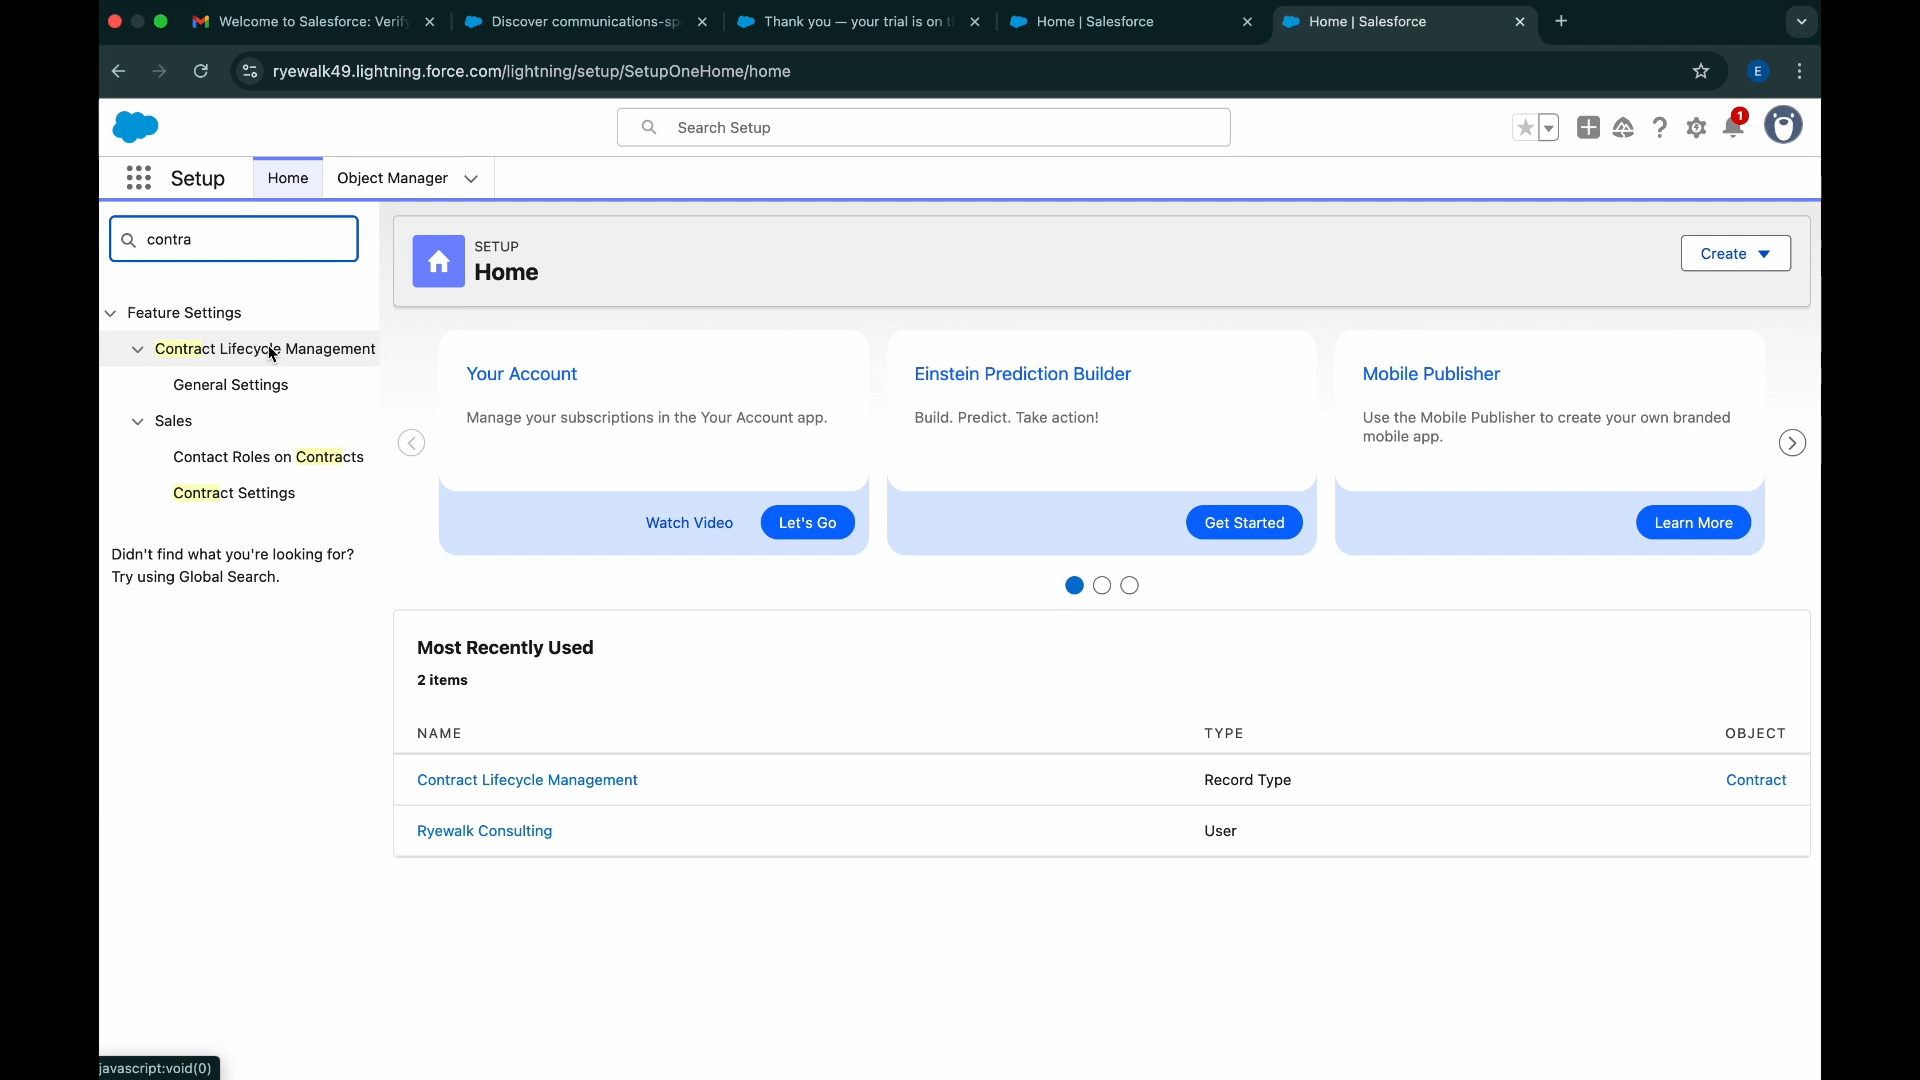 Welcome to Salesforce: Verify
Discover communications-sp
Thank you — your trial is on t
Home | Salesforce
Home | Salesforce
ryewalk49.lightning.force.com/lightning/setup/SetupOneHome/home
E
Search Setup
1
Setup
Home
Object Manager
contra
Feature Settings
Contract Lifecycle Management
General Settings
Sales
Contact Roles on Contracts
Contract Settings
Didn't find what you're looking for?
Try using Global Search.
SETUP
Home
Create
Your Account
Manage your subscriptions in the Your Account app.
Watch Video
Let's Go
Einstein Prediction Builder
Build. Predict. Take action!
Get Started
Mobile Publisher
Use the Mobile Publisher to create your own branded
mobile app.
Learn More
Most Recently Used
2 items
NAME TYPE OBJECT
Contract Lifecycle Management Record Type Contract
Ryewalk Consulting User
javascript:void(0)